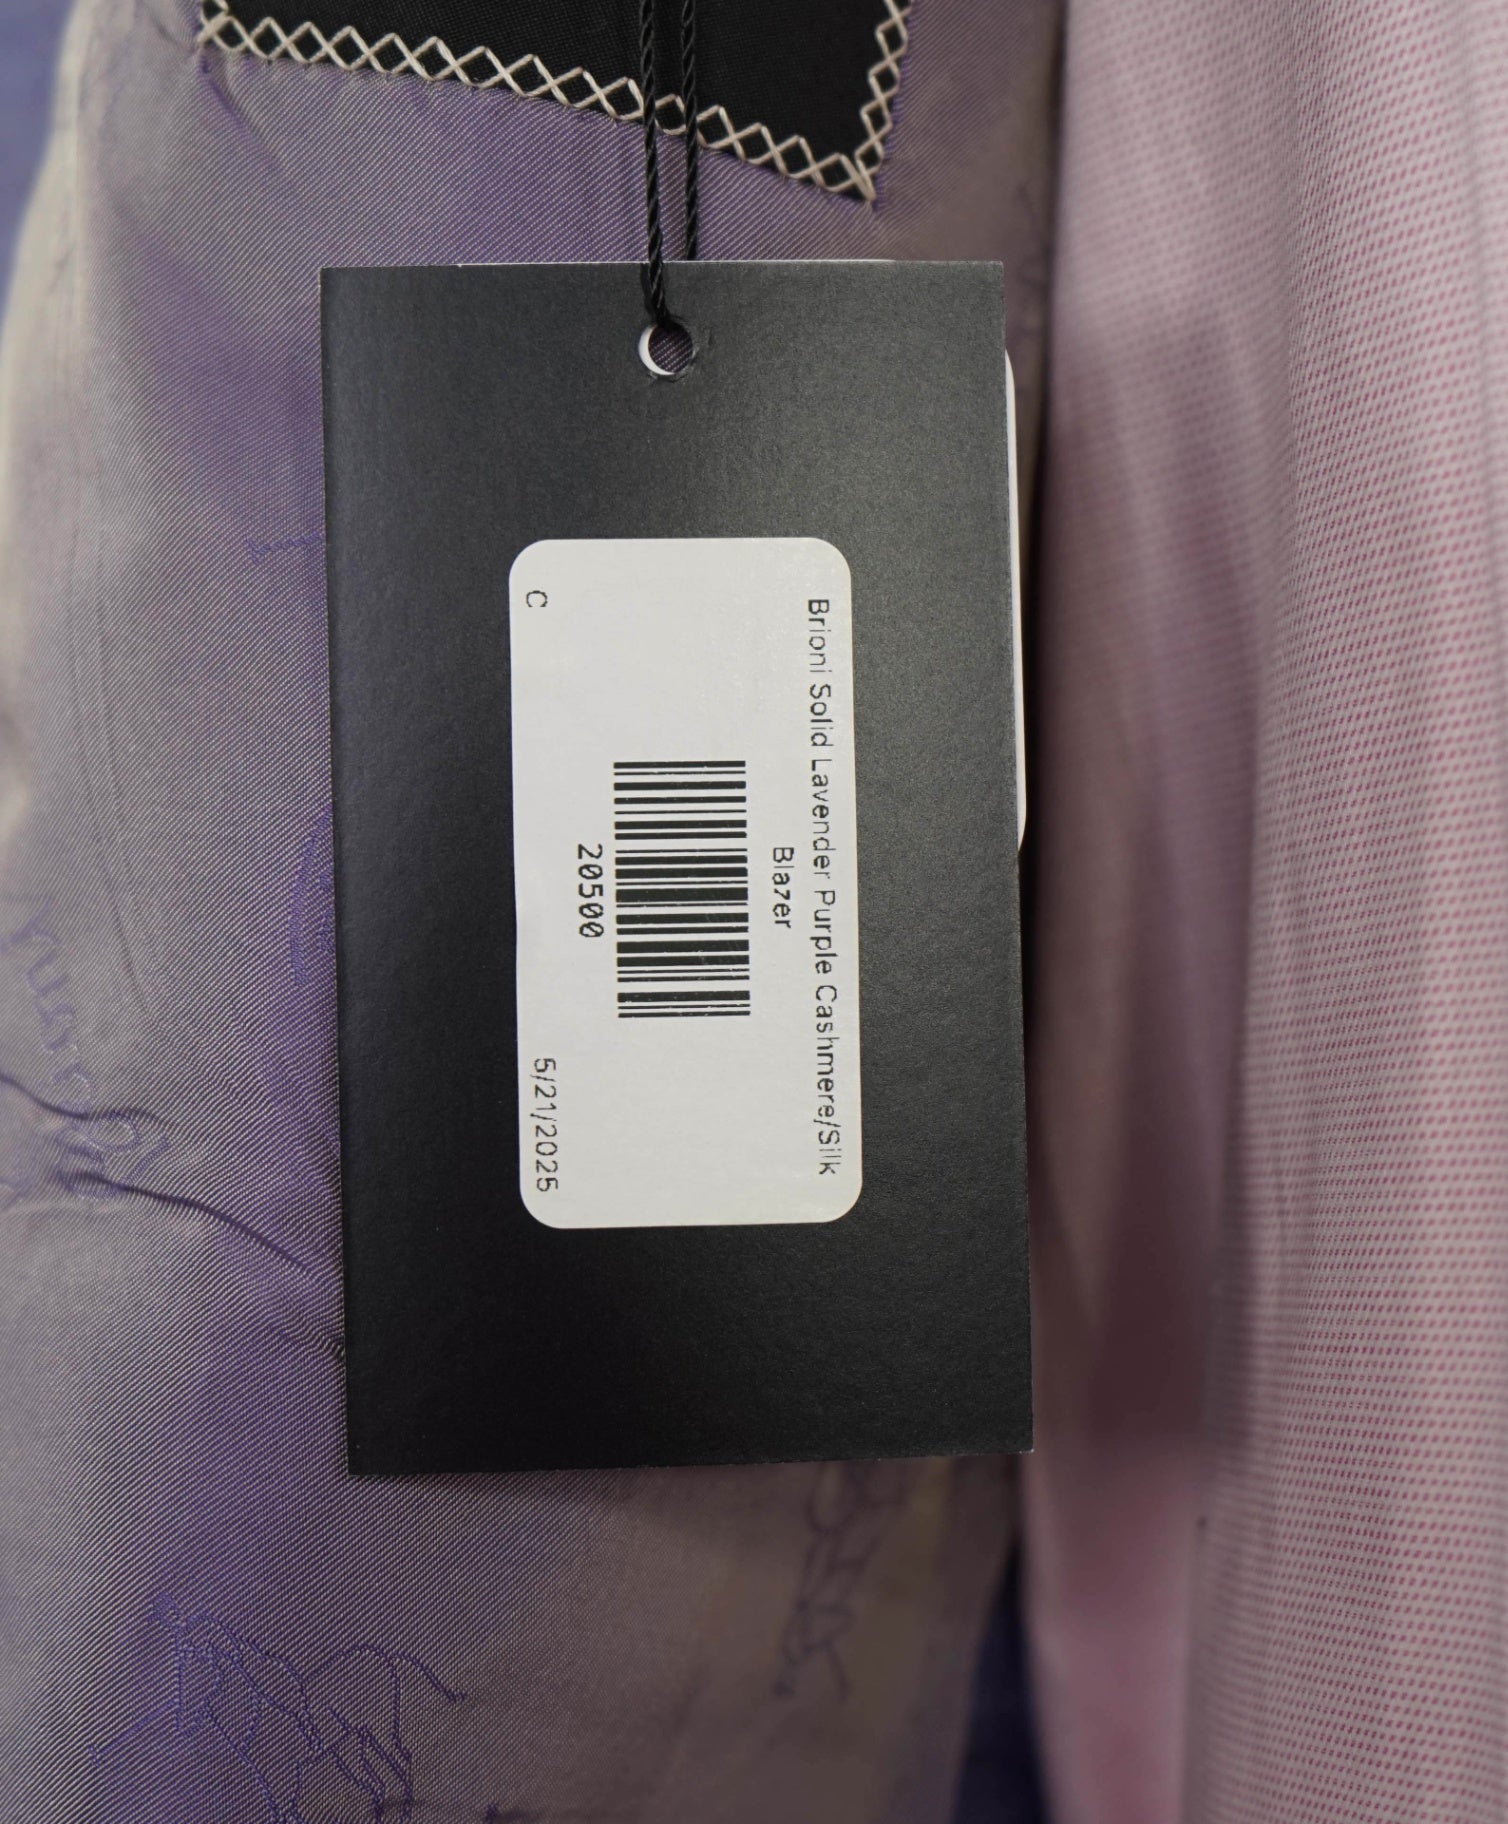 Brioni Solid Lavender Purple Cashmere/Silk
Blazer
20500
C
5/21/2025